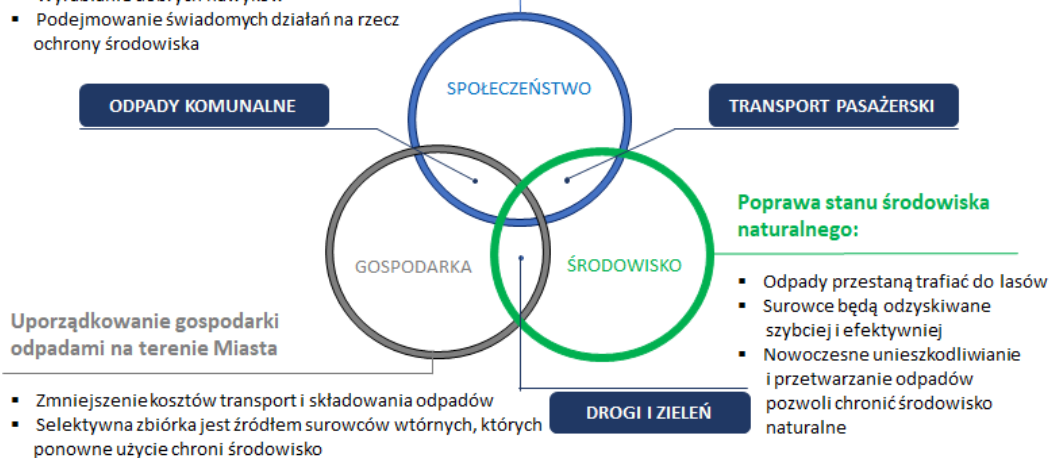 ▪ Podejmowanie świadomych działań na rzecz
ochrony środowiska
SPOŁECZEŃSTWO
ODPADY KOMUNALNE
TRANSPORT PASAŻERSKI
Poprawa stanu środowiska
naturalnego:
GOSPODARKA
ŚRODOWISKO
▪ Odpady przestaną trafiać do lasów
▪ Surowce będą odzyskiwane
szybciej i efektywniej
▪ Nowoczesne unieszkodliwianie
i przetwarzanie odpadów
pozwoli chronić środowisko
naturalne
Uporządkowanie gospodarki
odpadami na terenie Miasta
▪ Zmniejszenie kosztów transport i składowania odpadów
▪ Selektywna zbiórka jest źródłem surowców wtórnych, których
ponowne użycie chroni środowisko
DROGI I ZIELEŃ